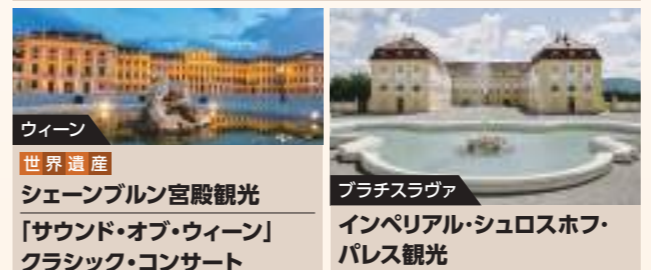 ウィーン
世界遺産
シェーンブルン宮殿観光
「サウンド・オブ・ウィーン」
クラシック・コンサート
ブラチスラヴァ
インペリアル・シュロスホフ・
パレス観光